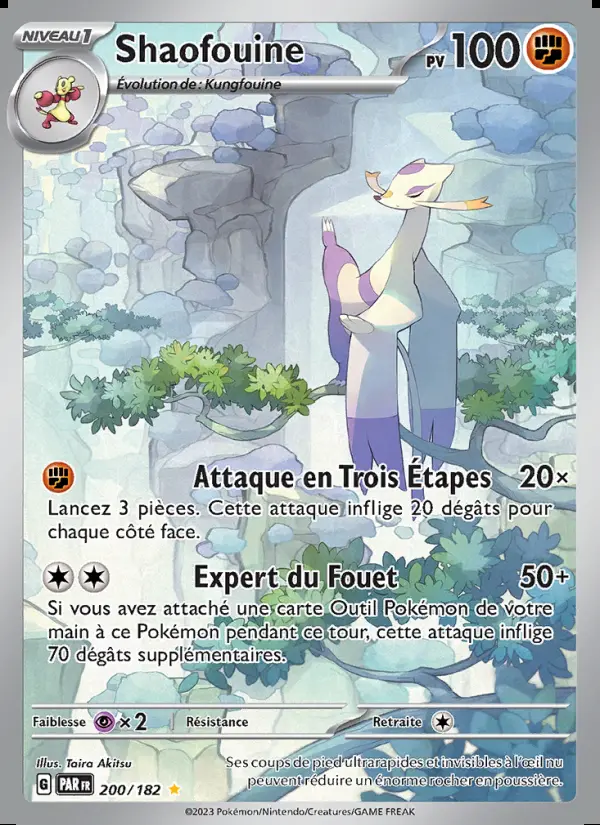 NIVEAU 1
Shaofouine
PV 100
Évolution de : Kungfouine
Attaque en Trois Étapes 20×
Lancez 3 pièces. Cette attaque inflige 20 dégâts pour
chaque côté face.
Expert du Fouet 50+
Si vous avez attaché une carte Outil Pokémon de votre
main à ce Pokémon pendant ce tour, cette attaque inflige
70 dégâts supplémentaires.
Faiblesse ×2 Résistance Retraite
Illus. Taira Akitsu
Ses coups de pied ultrarapides et invisibles à l'œil nu
peuvent réduire un énorme rocher en poussière.
G PAR FR 200/182
©2023 Pokémon/Nintendo/Creatures/GAME FREAK